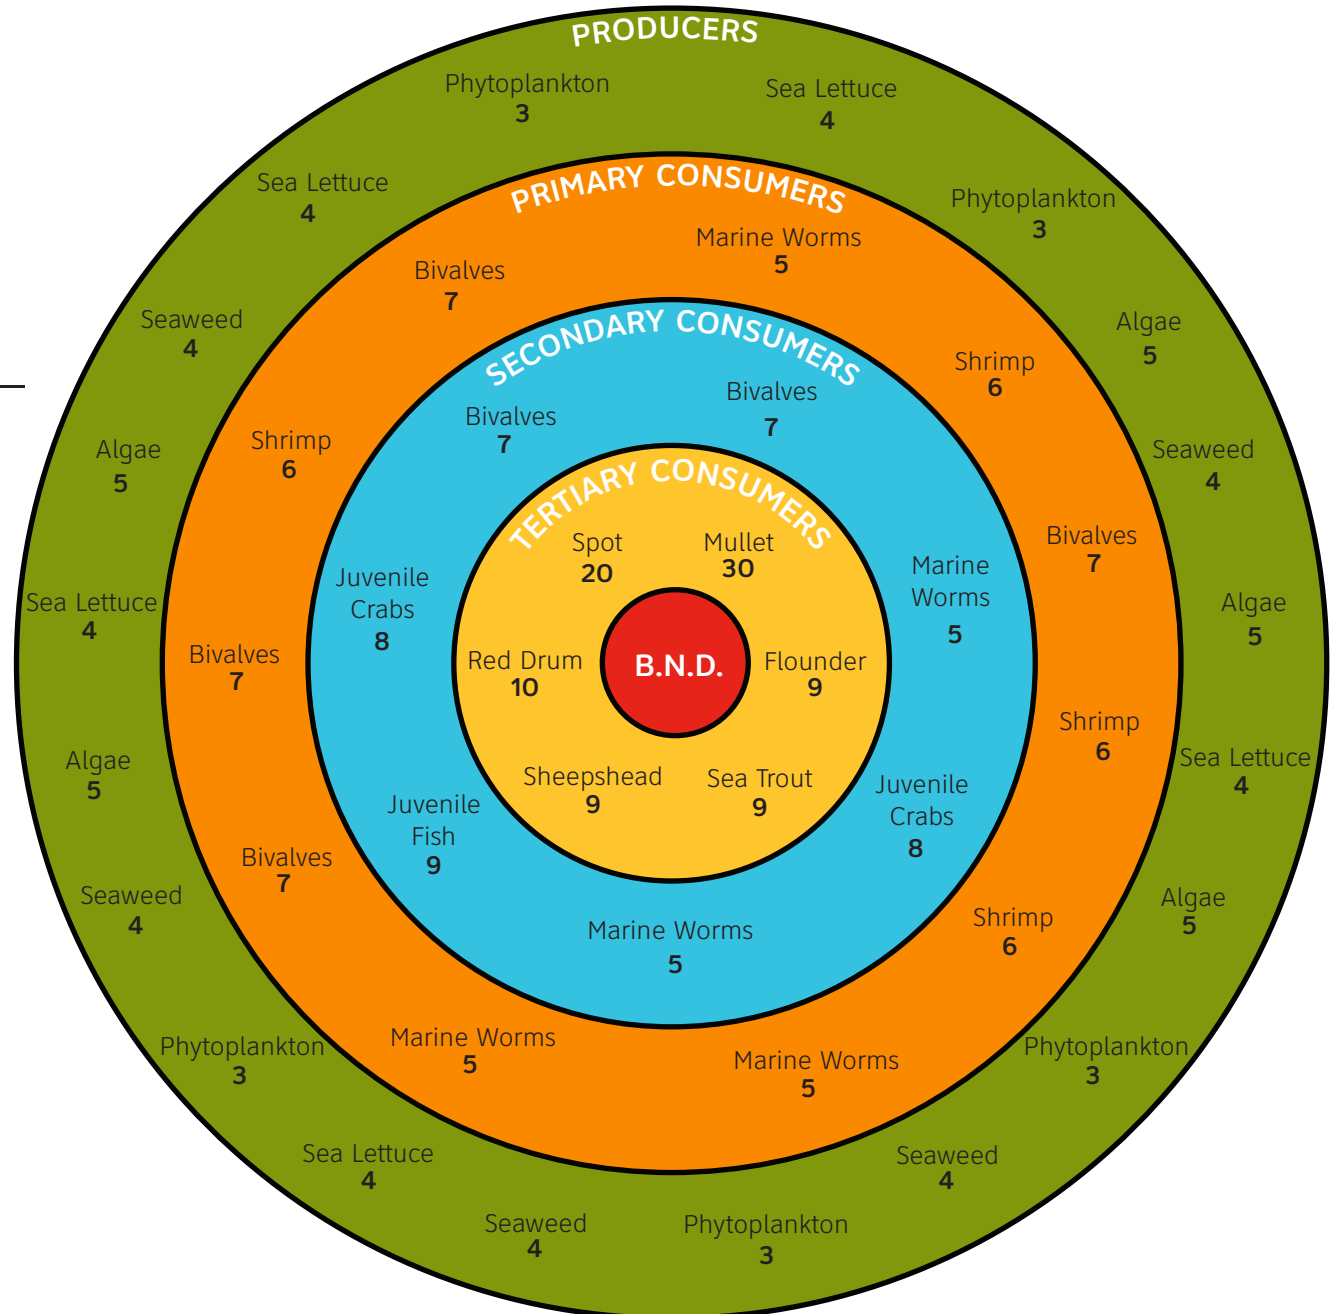 PRODUCERS
Phytoplankton
3
Sea Lettuce
4
Phytoplankton
3
Algae
5
Seaweed
4
Algae
5
Sea Lettuce
4
Algae
5
Phytoplankton
3
Seaweed
4
Phytoplankton
3
Seaweed
4
Sea Lettuce
4
Phytoplankton
3
Seaweed
4
Algae
5
Sea Lettuce
4
Algae
5
Seaweed
4
Sea Lettuce
4
PRIMARY CONSUMERS
Bivalves
7
Marine Worms
5
Shrimp
6
Bivalves
7
Shrimp
6
Shrimp
6
Marine Worms
5
Marine Worms
5
Bivalves
7
Bivalves
7
Shrimp
6
SECONDARY CONSUMERS
Bivalves
7
Bivalves
7
Marine
Worms
5
Juvenile
Crabs
8
Marine Worms
5
Juvenile
Fish
9
Juvenile
Crabs
8
TERTIARY CONSUMERS
Spot
20
Mullet
30
Flounder
9
Sea Trout
9
Sheepshead
9
Red Drum
10
B.N.D.